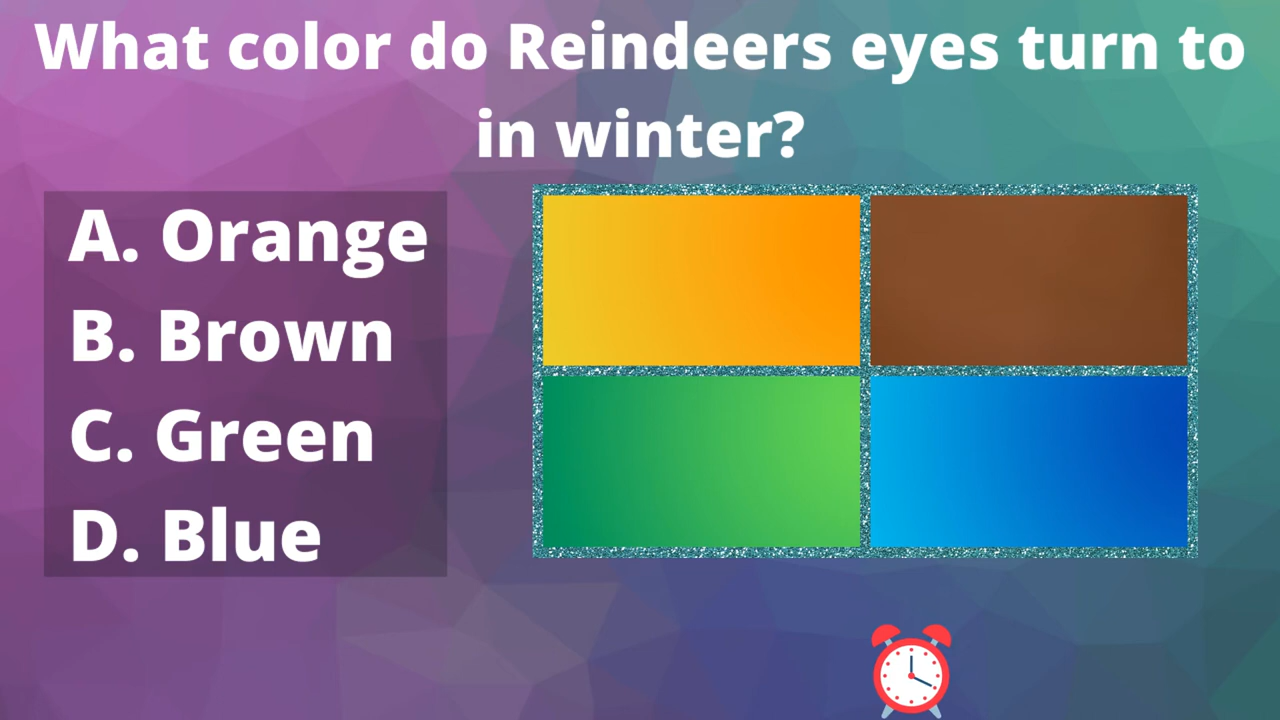 What color do Reindeers eyes turn to
in winter?
A. Orange
B. Brown
C. Green
D. Blue